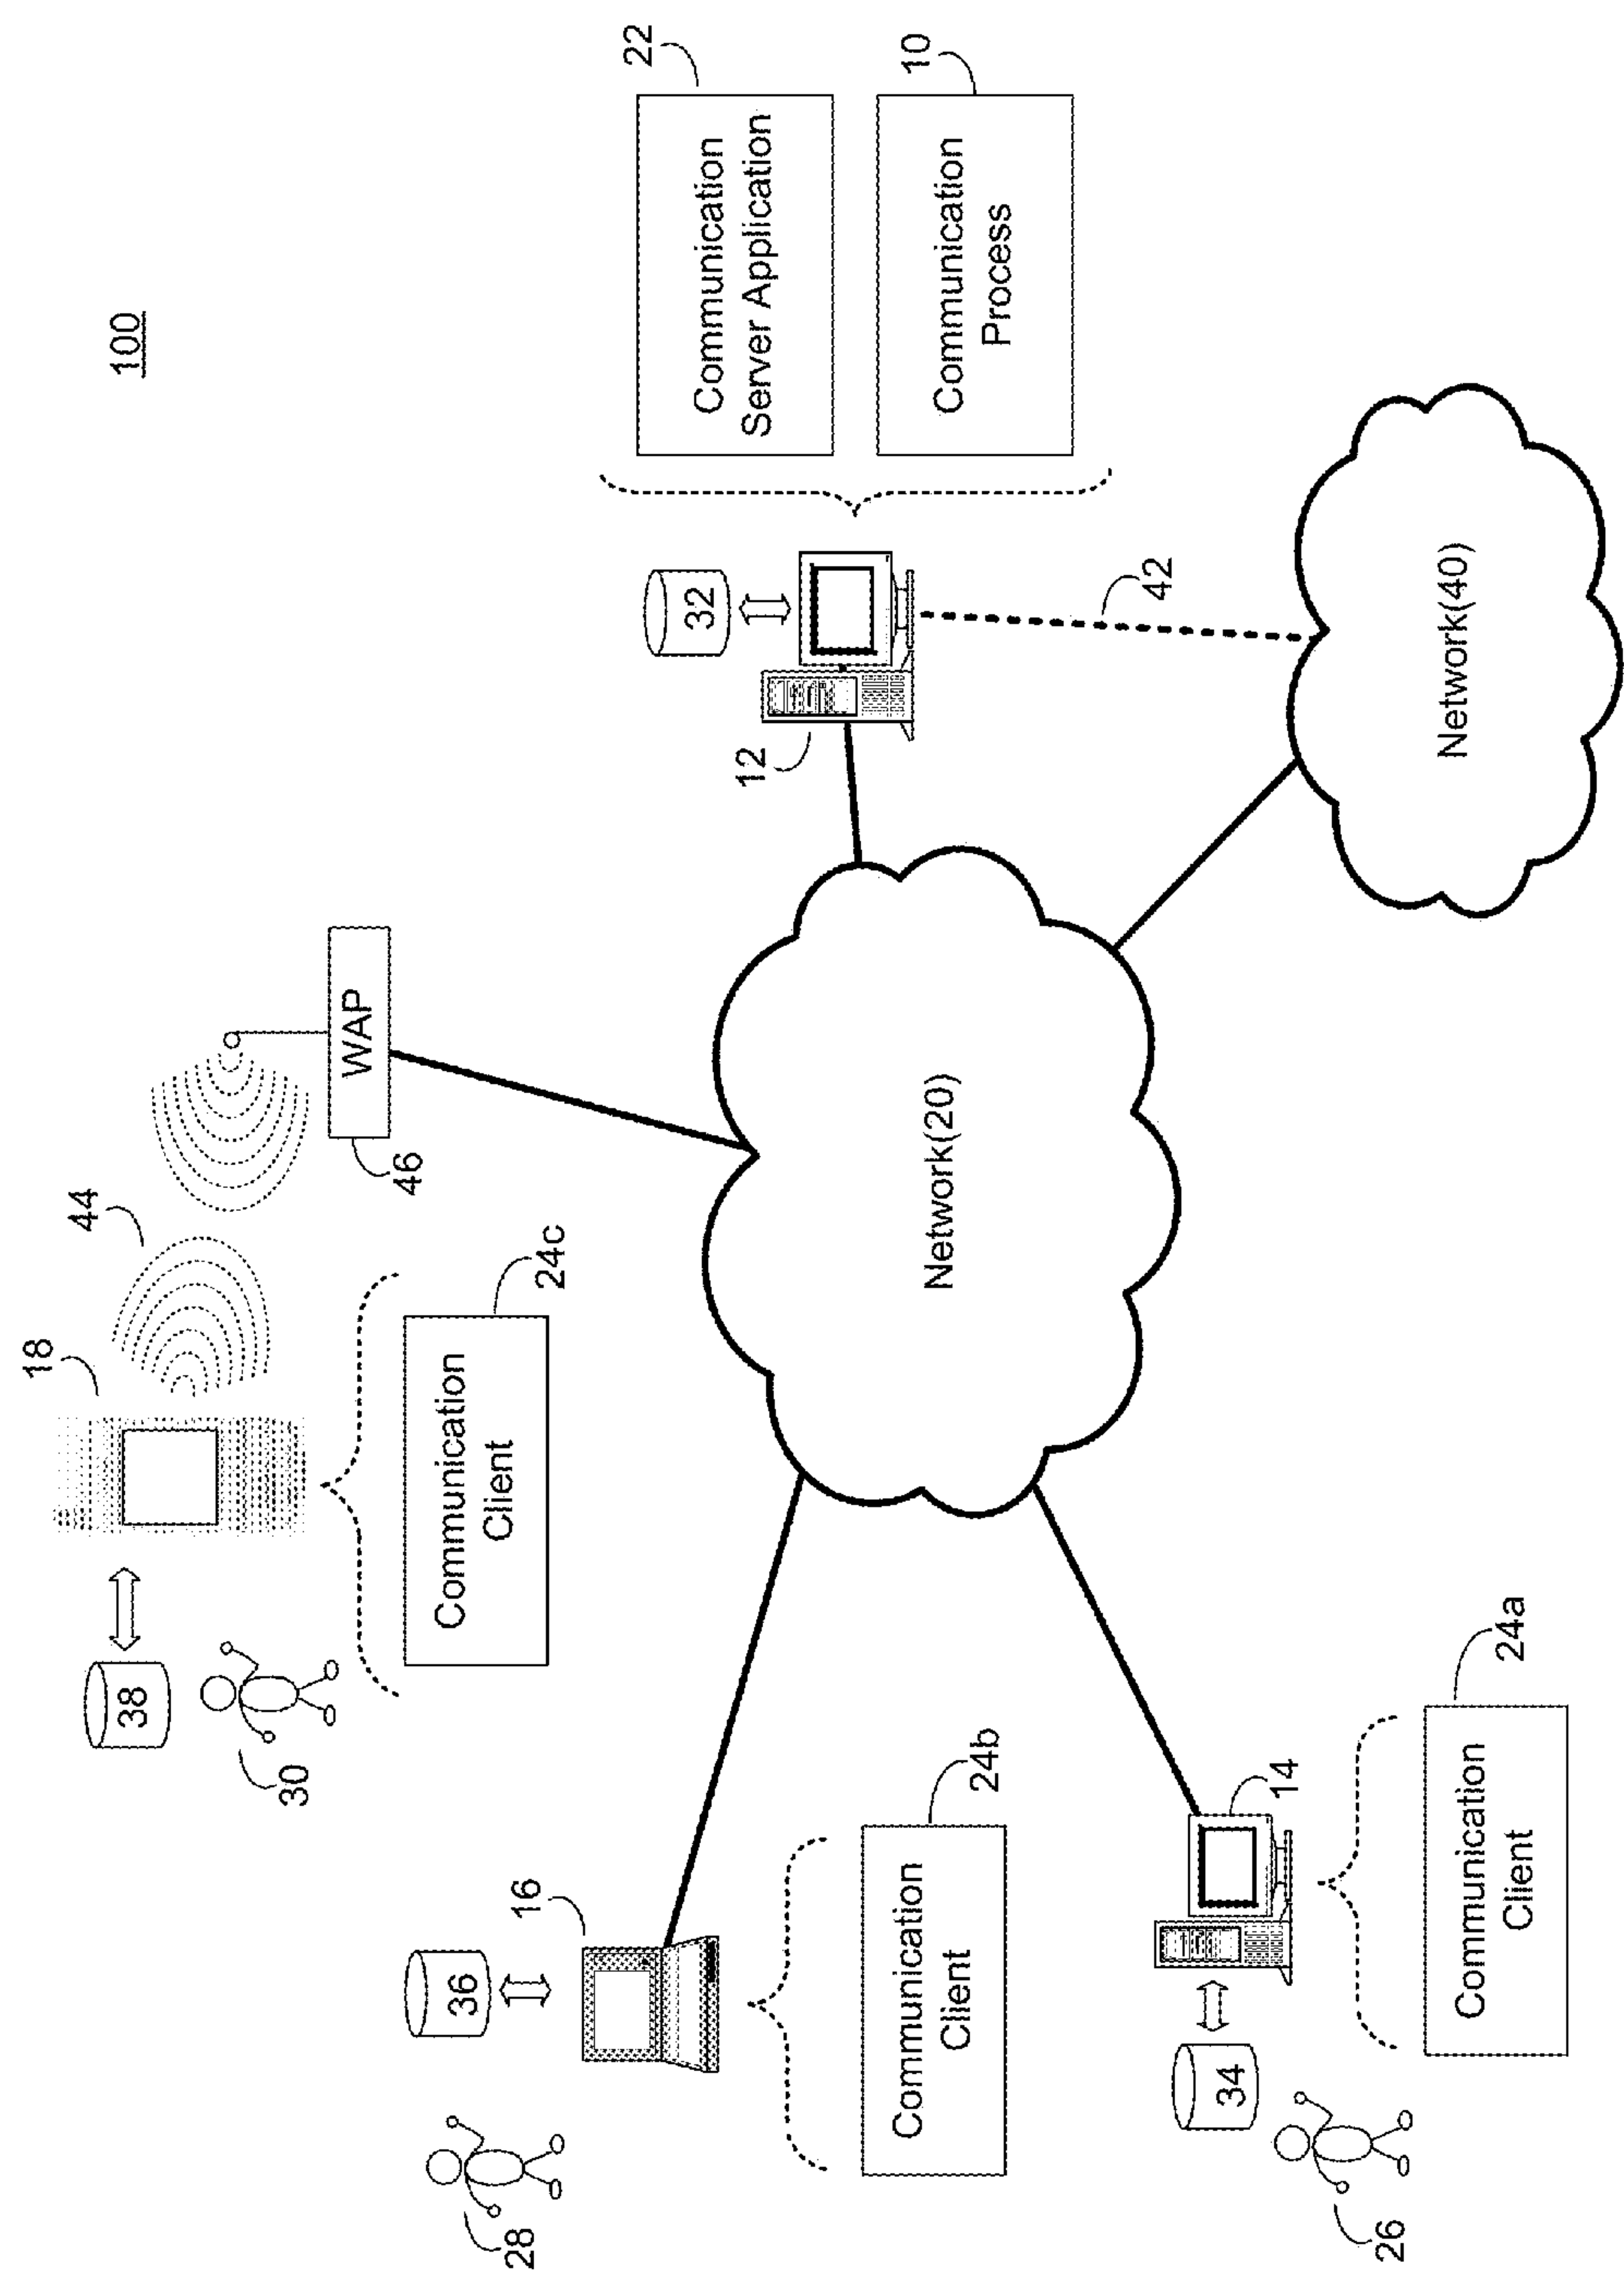 100
18
44
38
30
Communication
Client
24c
WAP
46
36
16
28
Communication
Client
24b
Network(20)
32
12
Communication
Server Application
22
Communication
Process
10
42
Network(40)
34
14
26
Communication
Client
24a